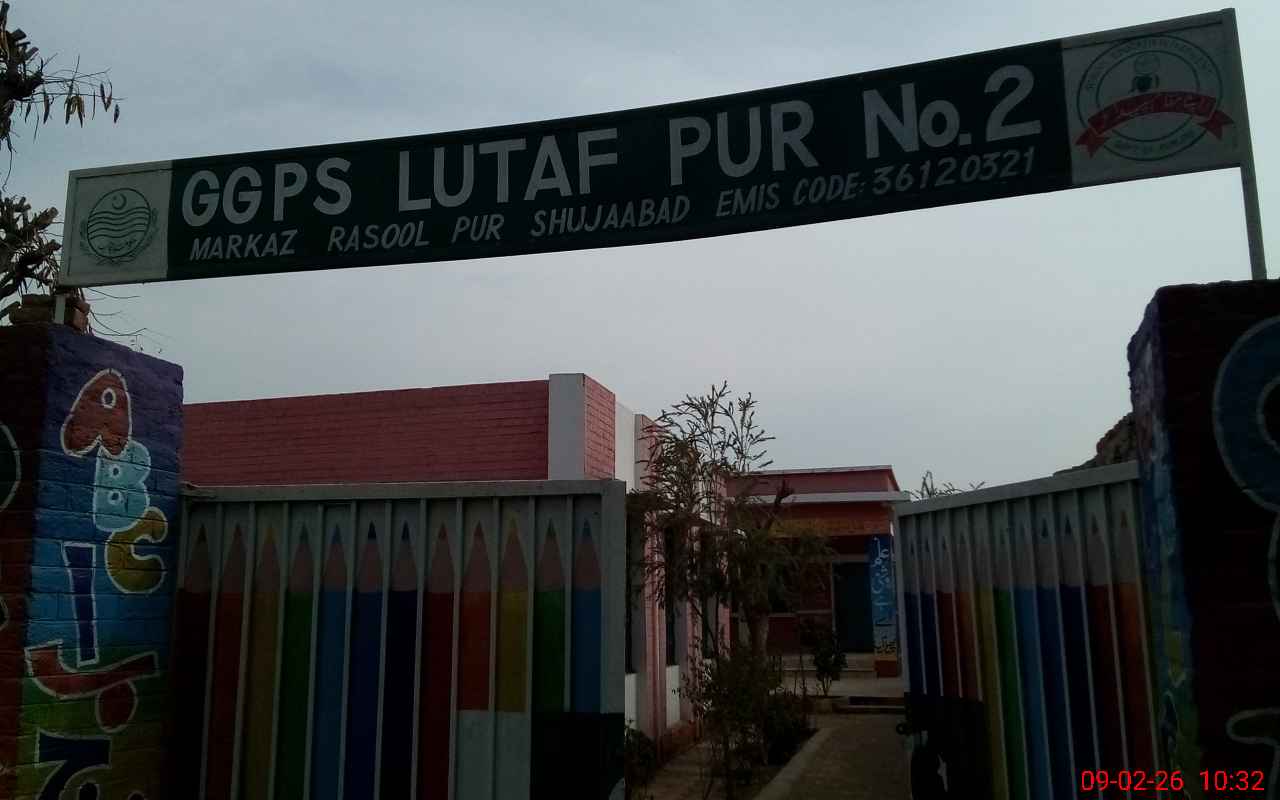 GGPS LUTAF PUR No. 2
MARKAZ RASOOL PUR SHUJAABAD EMIS CODE: 36120321
A
B
C
09-02-26 10:32